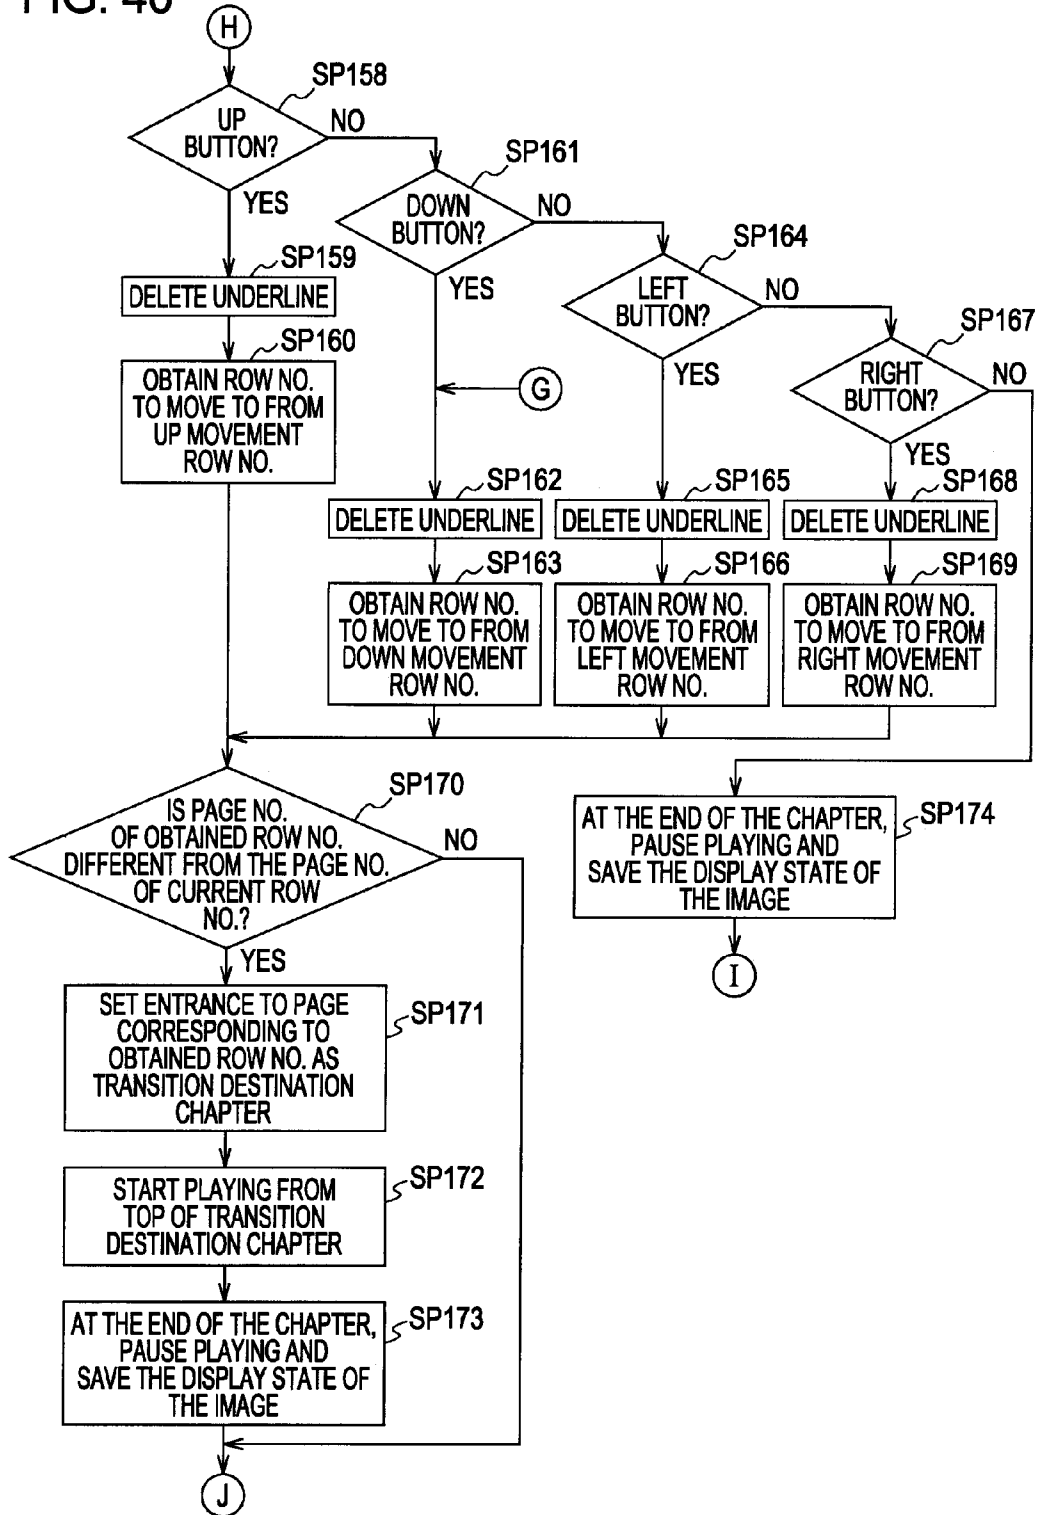 FIG. 46
H
SP158
UP
BUTTON?
NO
YES
SP161
DOWN
BUTTON?
NO
YES
SP164
LEFT
BUTTON?
NO
YES
SP167
RIGHT
BUTTON?
NO
YES
SP159
DELETE UNDERLINE
SP160
OBTAIN ROW NO.
TO MOVE TO FROM
UP MOVEMENT
ROW NO.
G
SP162
DELETE UNDERLINE
SP163
OBTAIN ROW NO.
TO MOVE TO FROM
DOWN MOVEMENT
ROW NO.
SP165
DELETE UNDERLINE
SP166
OBTAIN ROW NO.
TO MOVE TO FROM
LEFT MOVEMENT
ROW NO.
SP168
DELETE UNDERLINE
SP169
OBTAIN ROW NO.
TO MOVE TO FROM
RIGHT MOVEMENT
ROW NO.
SP170
IS PAGE NO.
OF OBTAINED ROW NO.
DIFFERENT FROM THE PAGE NO.
OF CURRENT ROW
NO.?
NO
YES
SP174
AT THE END OF THE CHAPTER,
PAUSE PLAYING AND
SAVE THE DISPLAY STATE OF
THE IMAGE
I
SP171
SET ENTRANCE TO PAGE
CORRESPONDING TO
OBTAINED ROW NO. AS
TRANSITION DESTINATION
CHAPTER
SP172
START PLAYING FROM
TOP OF TRANSITION
DESTINATION CHAPTER
SP173
AT THE END OF THE CHAPTER,
PAUSE PLAYING AND
SAVE THE DISPLAY STATE OF
THE IMAGE
J